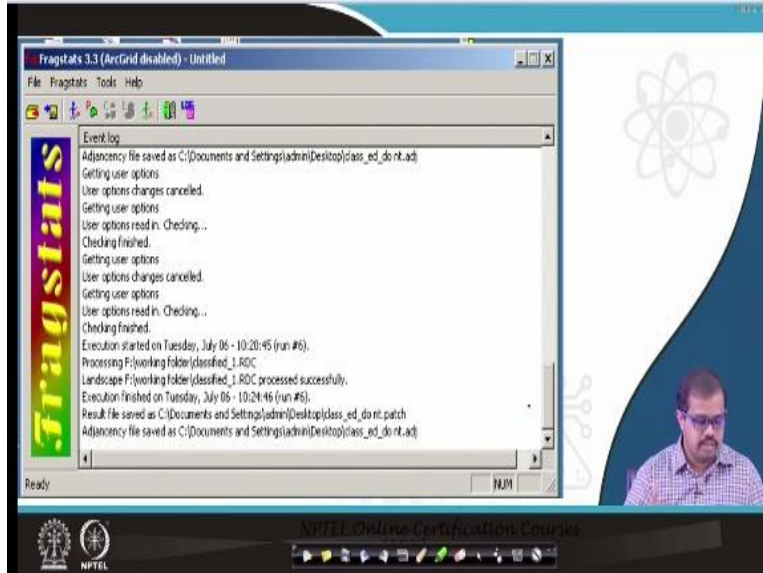 Fragstats 3.3 (ArcGrid disabled) - Untitled
File Fragstats Tools Help
Event log
Adjancency file saved as C:\Documents and Settings\admin\Desktop\class_ed_do nt.adj
Getting user options
User options changes cancelled.
Getting user options
User options read in. Checking...
Checking finished.
Getting user options
User options changes cancelled.
Getting user options
User options read in. Checking...
Checking finished.
Execution started on Tuesday, July 06 - 10:20:45 (run #6).
Processing F:\working folder\classified_1.RDC
Landscape F:\working folder\classified_1.RDC processed successfully.
Execution finished on Tuesday, July 06 - 10:24:46 (run #6).
Result file saved as C:\Documents and Settings\admin\Desktop\class_ed_do nt.patch
Adjancency file saved as C:\Documents and Settings\admin\Desktop\class_ed_do nt.adj
Fragstats
Ready
NUM
NPTEL Online Certification Courses
NPTEL